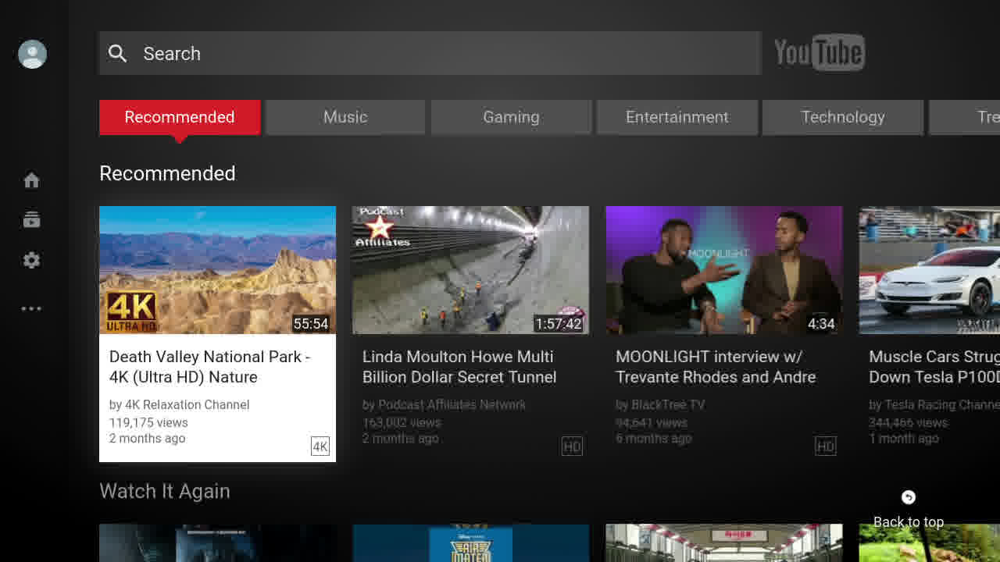 Search
YouTube
Recommended
Music
Gaming
Entertainment
Technology
Tre
Recommended
4K
ULTRA HD
55:54
Podcast
Affiliates
1:57:42
MOONLIGHT
4:34
Death Valley National Park -
4K (Ultra HD) Nature
by 4K Relaxation Channel
119,175 views
2 months ago
4K
Linda Moulton Howe Multi
Billion Dollar Secret Tunnel
by Podcast Affiliates Network
163,002 views
2 months ago
HD
MOONLIGHT interview w/
Trevante Rhodes and Andre
by BlackTree TV
94,641 views
6 months ago
HD
Muscle Cars Strug
Down Tesla P100D
by Tesla Racing Channe
344,466 views
1 month ago
Watch It Again
Back to top